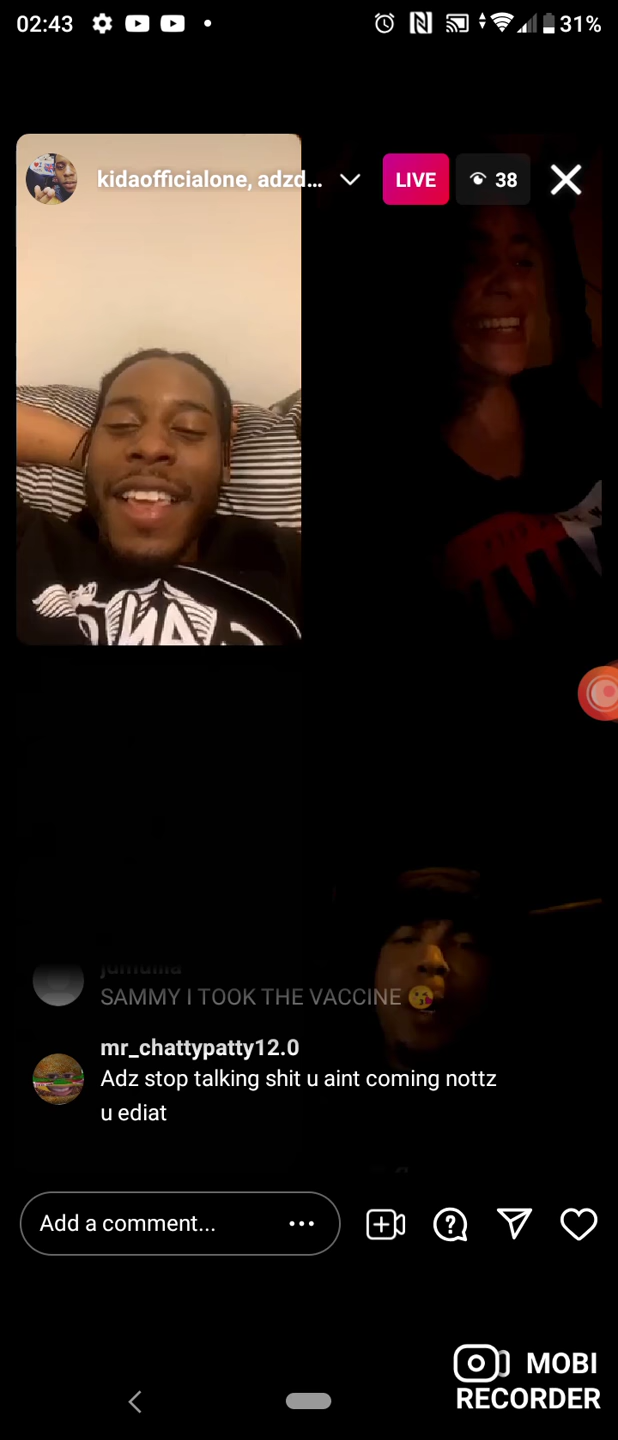 02:43
31%
kidaofficialone, adzd...
LIVE
38
SAMMY I TOOK THE VACCINE 😘
mr_chattypatty12.0
Adz stop talking shit u aint coming nottz
u ediat
Add a comment...
MOBI
RECORDER